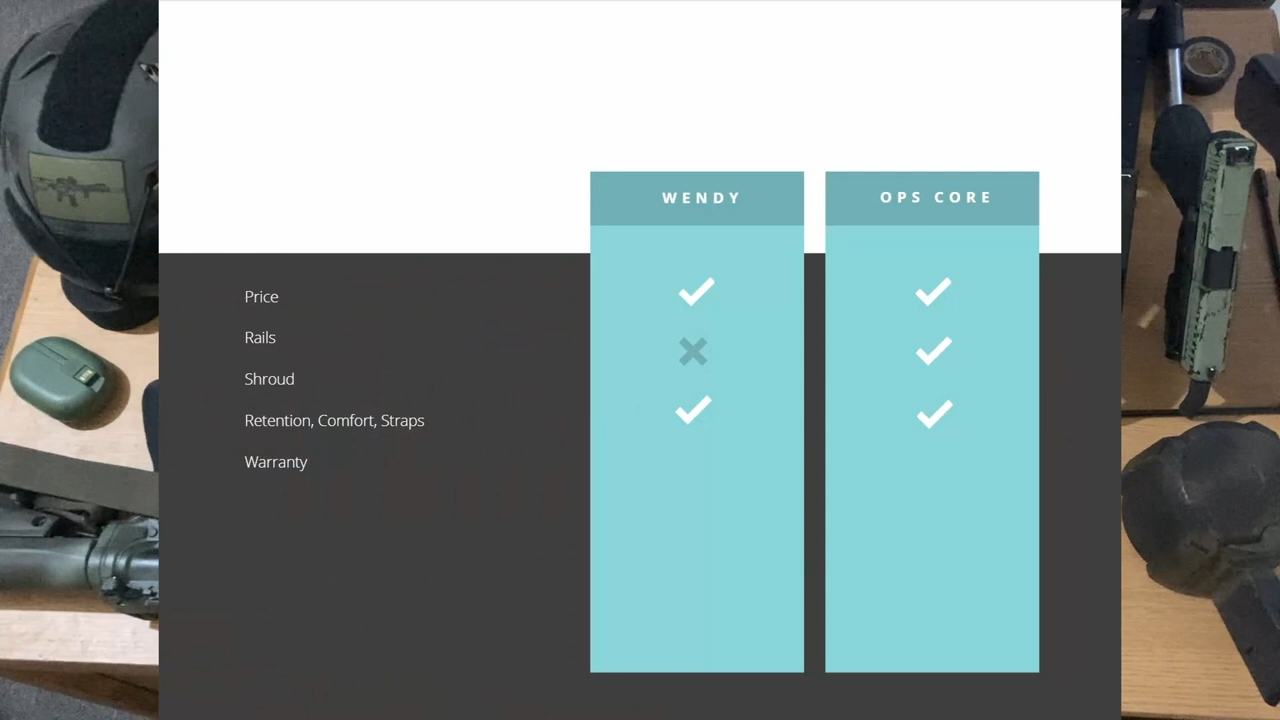 WENDY
OPS CORE
Price
Rails
Shroud
Retention, Comfort, Straps
Warranty